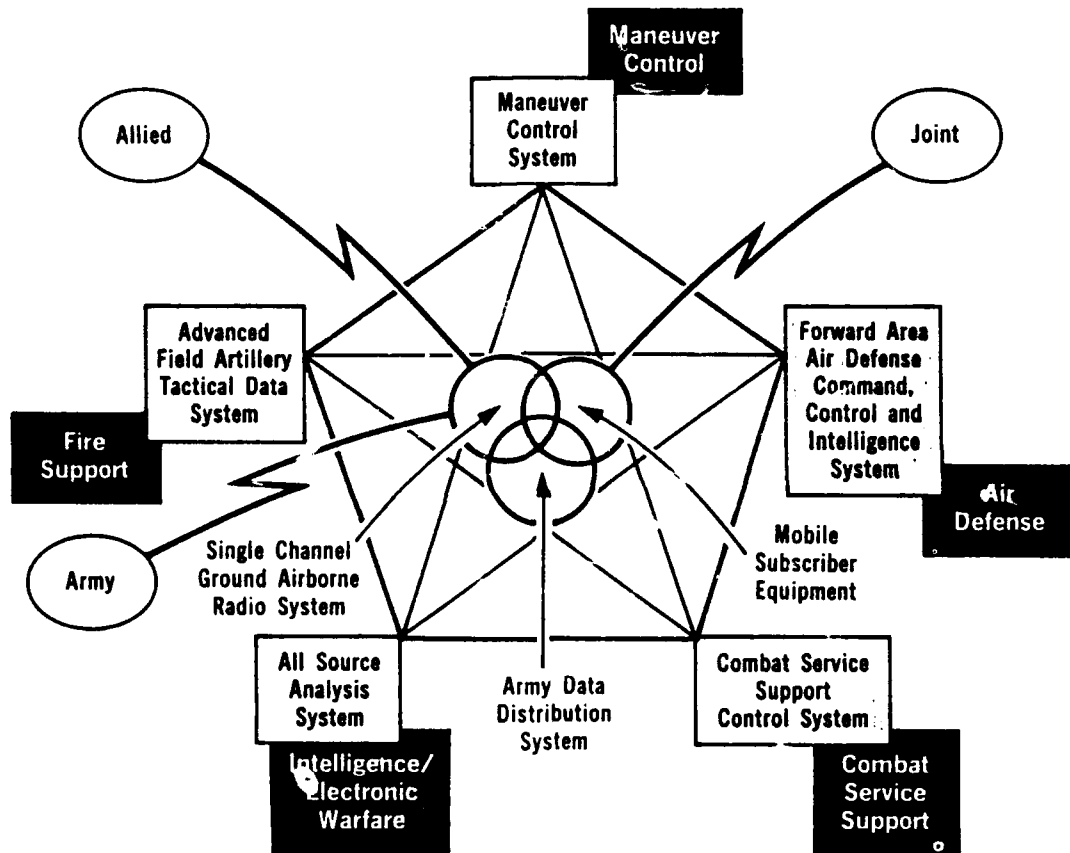 Maneuver
Control
Maneuver
Control
System
Allied
Joint
Advanced
Field Artillery
Tactical Data
System
Forward Area
Air Defense
Command,
Control and
Intelligence
System
Fire
Support
Air
Defense
Army
Single Channel
Ground Airborne
Radio System
Mobile
Subscriber
Equipment
All Source
Analysis
System
Army Data
Distribution
System
Combat Service
Support
Control System
Intelligence/
Electronic
Warfare
Combat
Service
Support